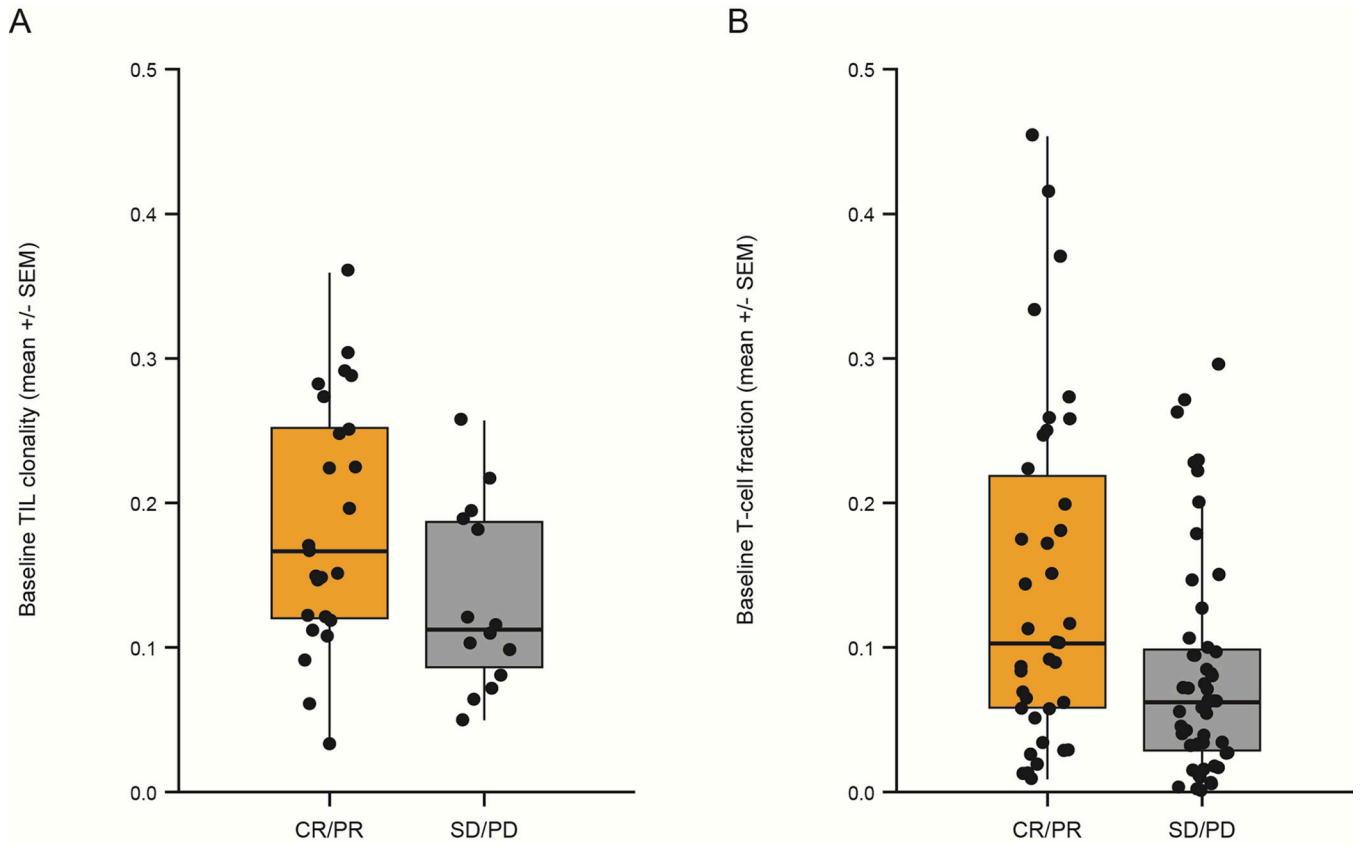 A
Baseline TIL clonality (mean +/- SEM)
0.5
0.4
0.3
0.2
0.1
0.0
CR/PR SD/PD
B
Baseline T-cell fraction (mean +/- SEM)
0.5
0.4
0.3
0.2
0.1
0.0
CR/PR SD/PD